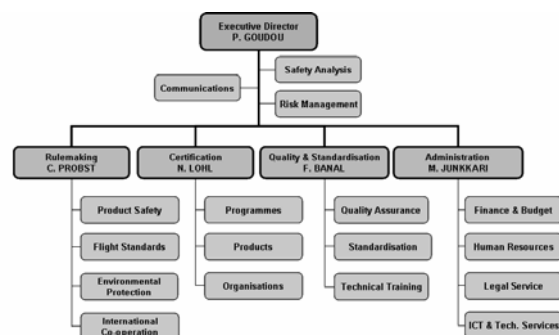 Executive Director
P. GOUDOU
Safety Analysis
Communications
Risk Management
Rulemaking
C. PROBST
Certification
N. LOHL
Quality & Standardisation
F. BANAL
Administration
M. JUNKKARI
Product Safety
Flight Standards
Environmental
Protection
International
Co-operation
Programmes
Products
Organisations
Quality Assurance
Standardisation
Technical Training
Finance & Budget
Human Resources
Legal Service
ICT & Tech. Services